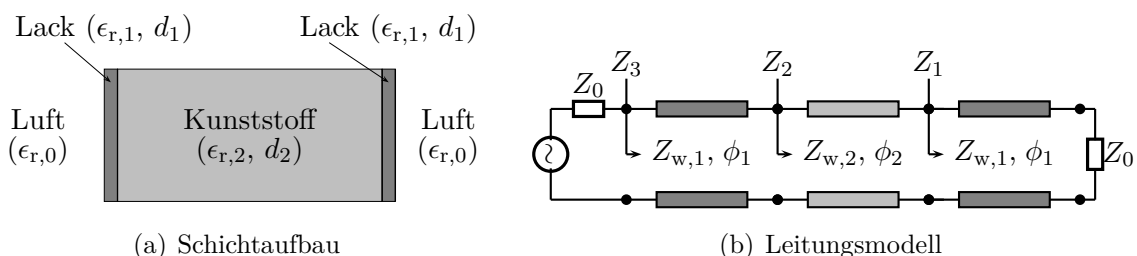 Lack (ϵr,1, d1)
Lack (ϵr,1, d1)
Luft
(ϵr,0)
Kunststoff
(ϵr,2, d2)
Luft
(ϵr,0)
(a) Schichtaufbau
Z0
Z3
Z2
Z1
Zw,1, ϕ1
Zw,2, ϕ2
Zw,1, ϕ1
Z0
(b) Leitungsmodell